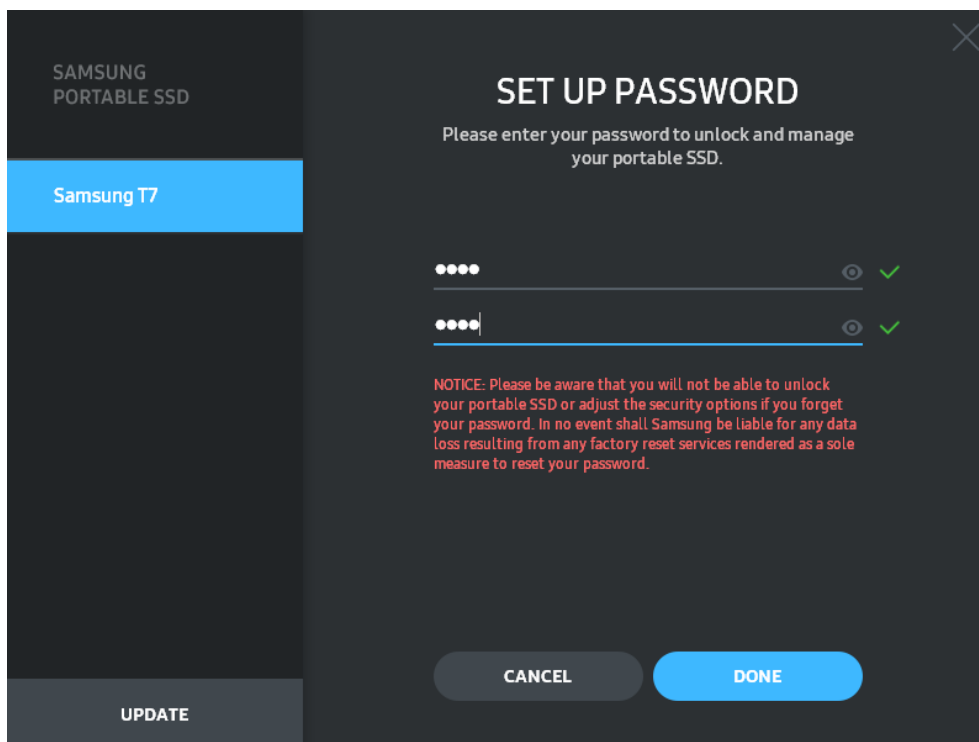 SAMSUNG
PORTABLE SSD
Samsung T7
UPDATE
SET UP PASSWORD
Please enter your password to unlock and manage
your portable SSD.
●●●●
●●●●
NOTICE: Please be aware that you will not be able to unlock
your portable SSD or adjust the security options if you forget
your password. In no event shall Samsung be liable for any data
loss resulting from any factory reset services rendered as a sole
measure to reset your password.
CANCEL
DONE